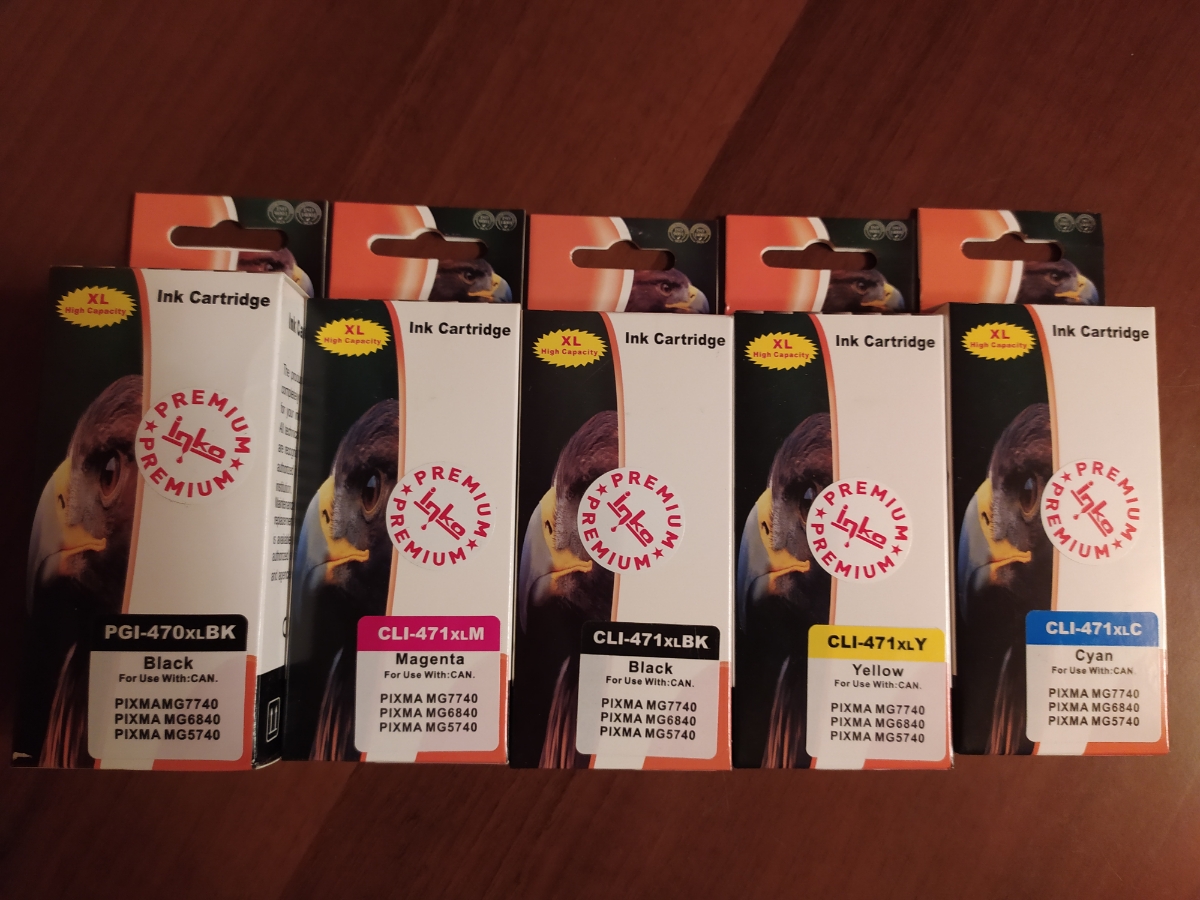 XL
High Capacity
Ink Cartridge
PREMIUM
inko
PREMIUM
PGI-470XLBK
Black
For Use With:CAN.
PIXMAMG7740
PIXMA MG6840
PIXMA MG5740
XL
High Capacity
Ink Cartridge
PREMIUM
inko
PREMIUM
CLI-471XLM
Magenta
For Use With:CAN.
PIXMA MG7740
PIXMA MG6840
PIXMA MG5740
XL
High Capacity
Ink Cartridge
PREMIUM
inko
PREMIUM
CLI-471XLBK
Black
For Use With:CAN.
PIXMA MG7740
PIXMA MG6840
PIXMA MG5740
XL
High Capacity
Ink Cartridge
PREMIUM
inko
PREMIUM
CLI-471XLY
Yellow
For Use With:CAN.
PIXMA MG7740
PIXMA MG6840
PIXMA MG5740
XL
High Capacity
Ink Cartridge
PREMIUM
inko
PREMIUM
CLI-471XLC
Cyan
For Use With:CAN.
PIXMA MG7740
PIXMA MG6840
PIXMA MG5740